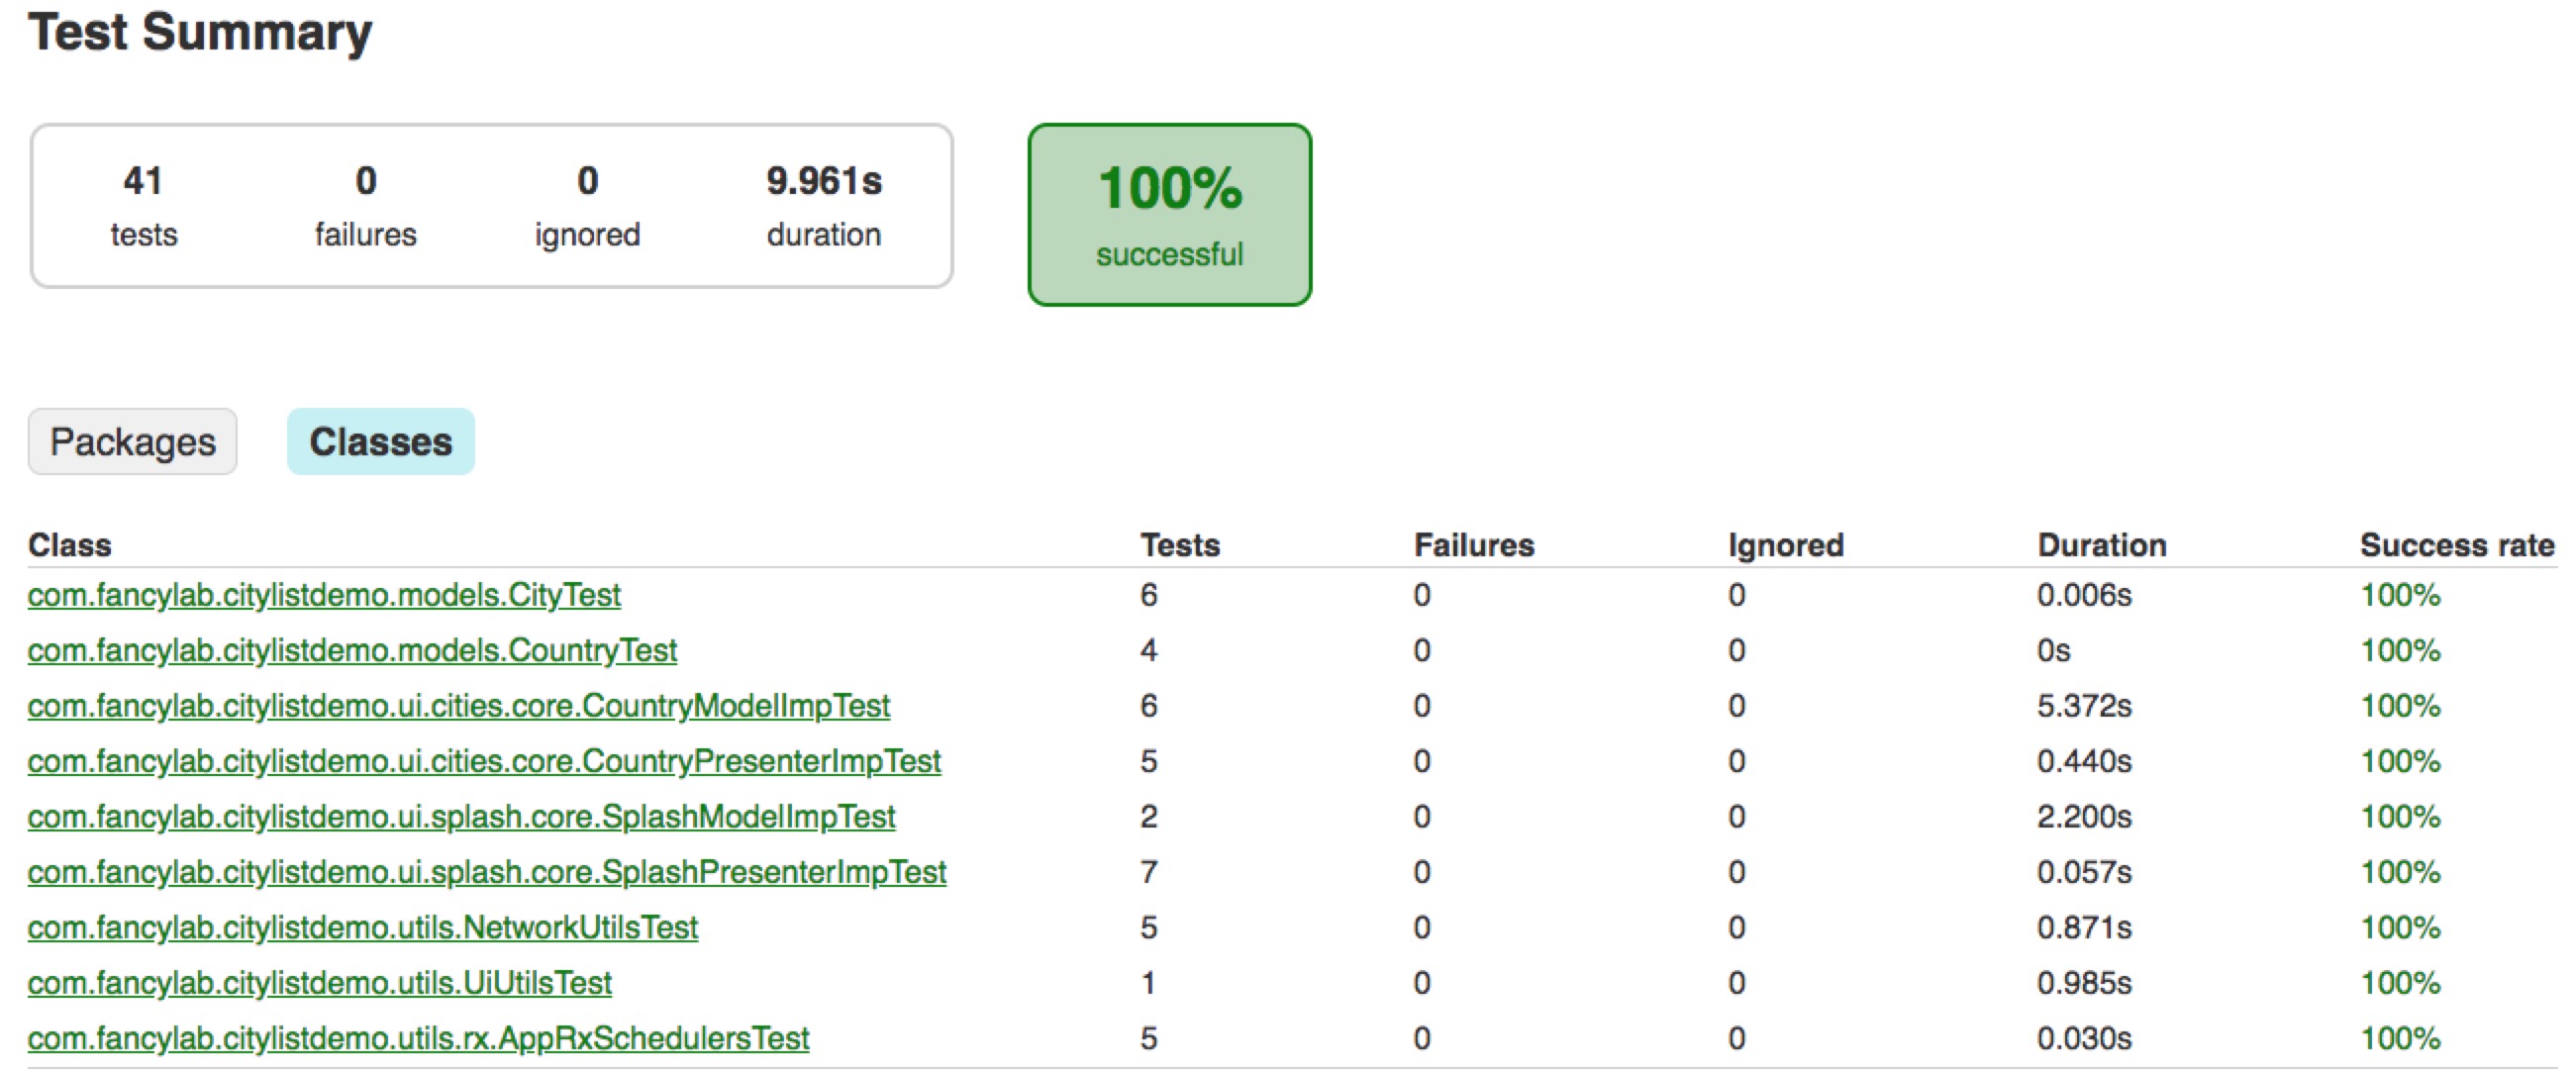 Test Summary
41 0 0 9.961s
tests failures ignored duration
100%
successful
Packages Classes
Class Tests Failures Ignored Duration Success rate
com.fancylab.citylistdemo.models.CityTest 6 0 0 0.006s 100%
com.fancylab.citylistdemo.models.CountryTest 4 0 0 0s 100%
com.fancylab.citylistdemo.ui.cities.core.CountryModelImpTest 6 0 0 5.372s 100%
com.fancylab.citylistdemo.ui.cities.core.CountryPresenterImpTest 5 0 0 0.440s 100%
com.fancylab.citylistdemo.ui.splash.core.SplashModelImpTest 2 0 0 2.200s 100%
com.fancylab.citylistdemo.ui.splash.core.SplashPresenterImpTest 7 0 0 0.057s 100%
com.fancylab.citylistdemo.utils.NetworkUtilsTest 5 0 0 0.871s 100%
com.fancylab.citylistdemo.utils.UiUtilsTest 1 0 0 0.985s 100%
com.fancylab.citylistdemo.utils.rx.AppRxSchedulersTest 5 0 0 0.030s 100%